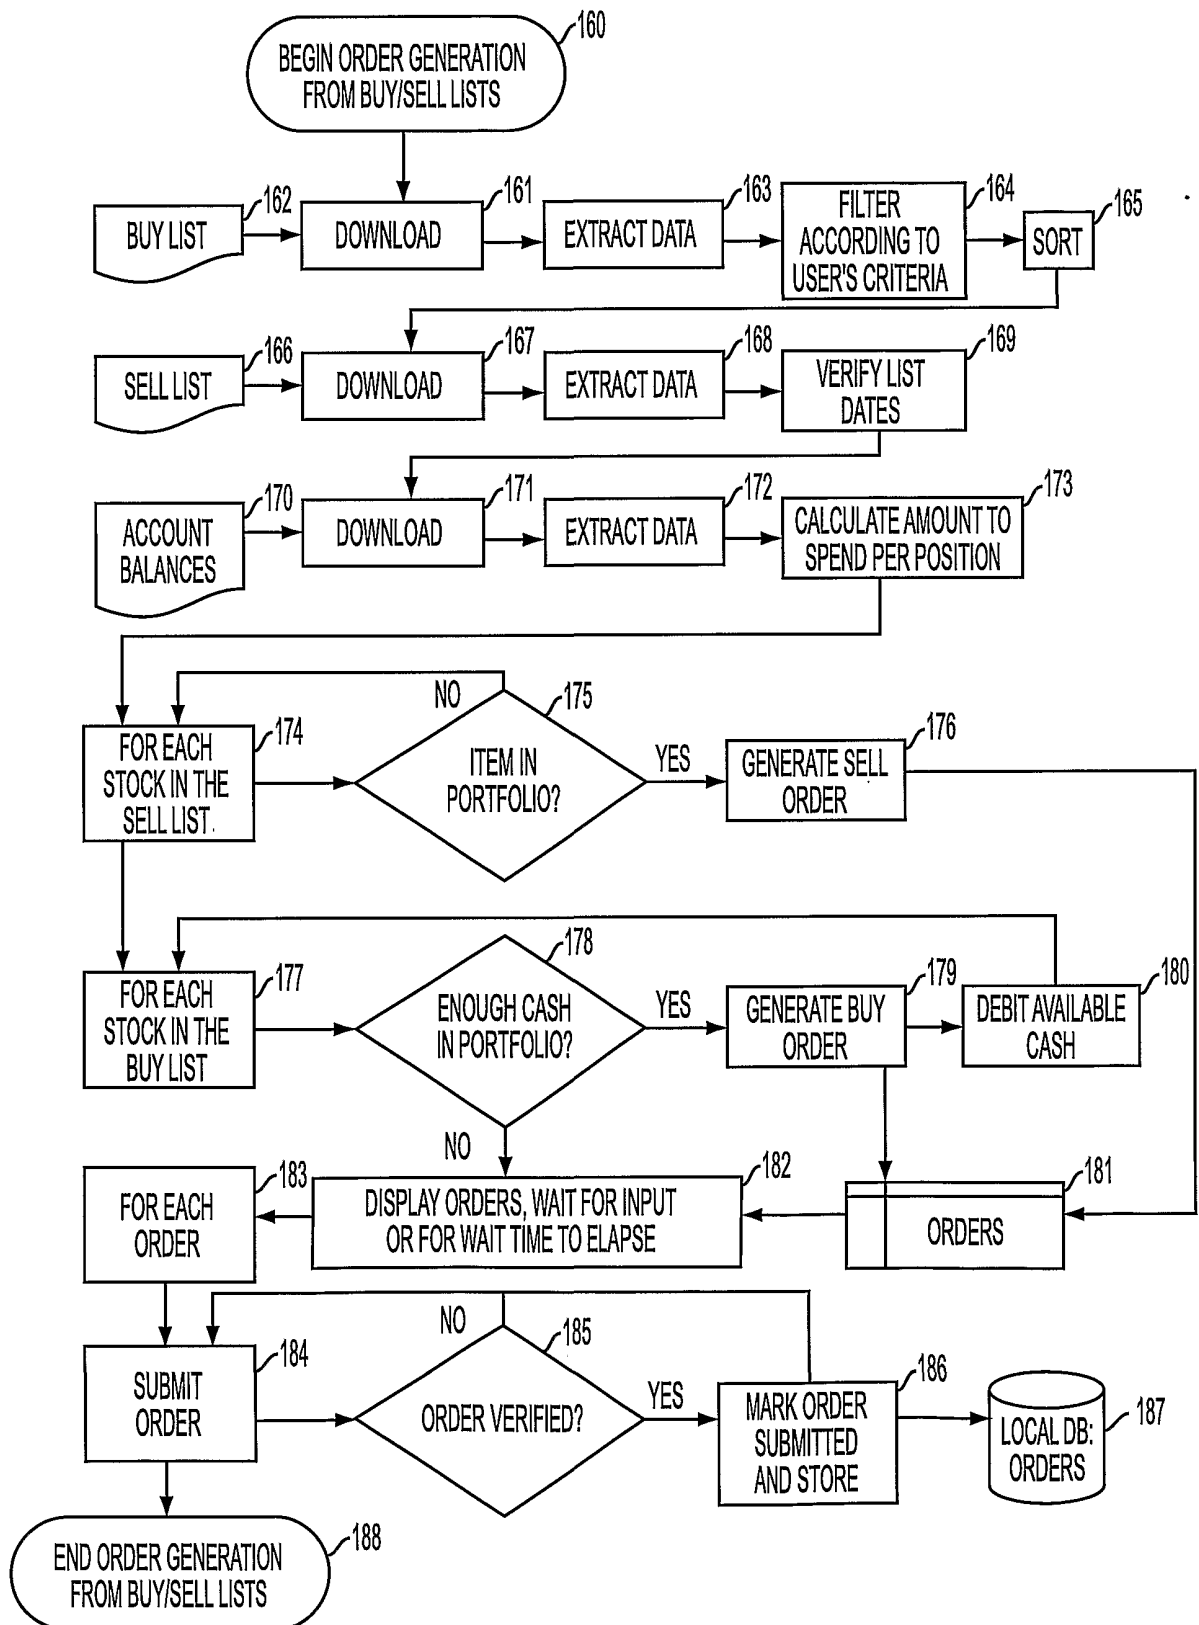 160
BEGIN ORDER GENERATION
FROM BUY/SELL LISTS
162
BUY LIST
161
DOWNLOAD
163
EXTRACT DATA
164
FILTER
ACCORDING TO
USER'S CRITERIA
165
SORT
166
SELL LIST
167
DOWNLOAD
168
EXTRACT DATA
169
VERIFY LIST
DATES
170
ACCOUNT
BALANCES
171
DOWNLOAD
172
EXTRACT DATA
173
CALCULATE AMOUNT TO
SPEND PER POSITION
174
FOR EACH
STOCK IN THE
SELL LIST
NO
175
ITEM IN
PORTFOLIO?
YES
176
GENERATE SELL
ORDER
177
FOR EACH
STOCK IN THE
BUY LIST
178
ENOUGH CASH
IN PORTFOLIO?
YES
NO
179
GENERATE BUY
ORDER
180
DEBIT AVAILABLE
CASH
183
FOR EACH
ORDER
182
DISPLAY ORDERS, WAIT FOR INPUT
OR FOR WAIT TIME TO ELAPSE
181
ORDERS
184
SUBMIT
ORDER
NO
185
ORDER VERIFIED?
YES
186
MARK ORDER
SUBMITTED
AND STORE
187
LOCAL DB:
ORDERS
188
END ORDER GENERATION
FROM BUY/SELL LISTS